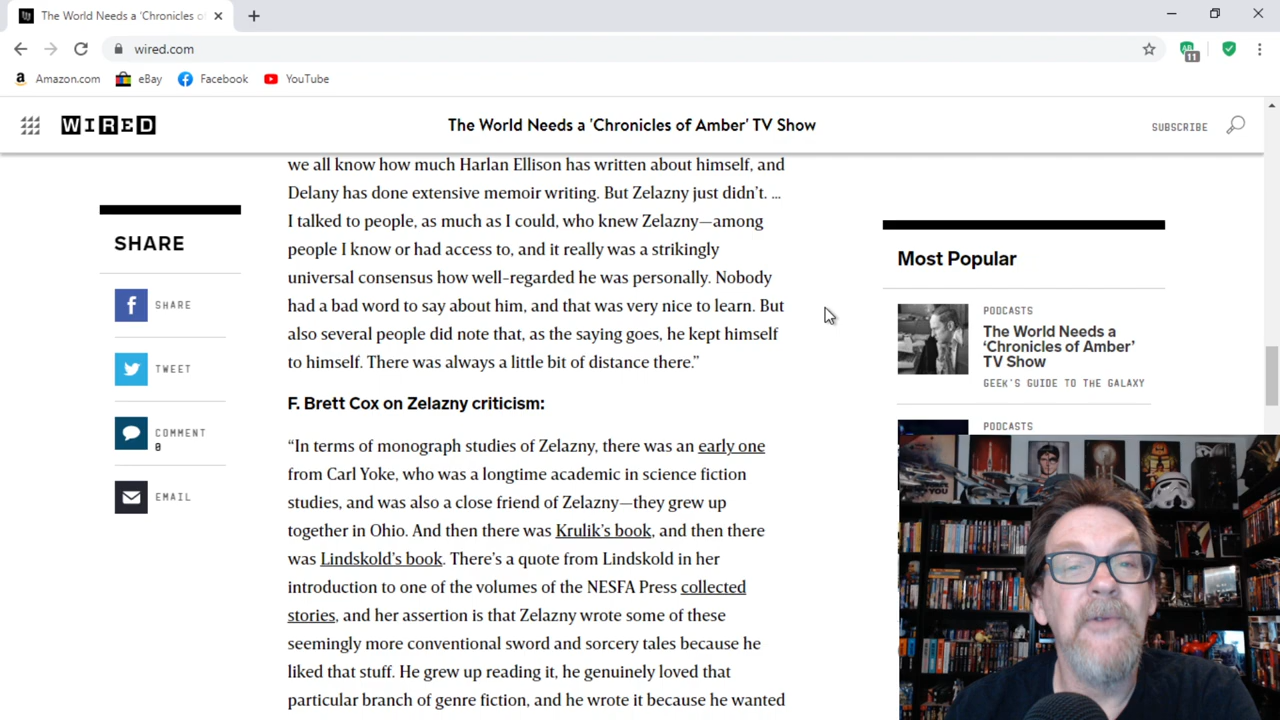 The World Needs a 'Chronicles of
wired.com
11
Amazon.com
eBay
Facebook
YouTube
WIRED
The World Needs a 'Chronicles of Amber' TV Show
SUBSCRIBE
we all know how much Harlan Ellison has written about himself, and
Delany has done extensive memoir writing. But Zelazny just didn't. ...
I talked to people, as much as I could, who knew Zelazny—among
people I know or had access to, and it really was a strikingly
universal consensus how well-regarded he was personally. Nobody
had a bad word to say about him, and that was very nice to learn. But
also several people did note that, as the saying goes, he kept himself
to himself. There was always a little bit of distance there.”
F. Brett Cox on Zelazny criticism:
“In terms of monograph studies of Zelazny, there was an early one
from Carl Yoke, who was a longtime academic in science fiction
studies, and was also a close friend of Zelazny—they grew up
together in Ohio. And then there was Krulik’s book, and then there
was Lindskold’s book. There’s a quote from Lindskold in her
introduction to one of the volumes of the NESFA Press collected
stories, and her assertion is that Zelazny wrote some of these
seemingly more conventional sword and sorcery tales because he
liked that stuff. He grew up reading it, he genuinely loved that
particular branch of genre fiction, and he wrote it because he wanted
SHARE
SHARE
TWEET
COMMENT
0
EMAIL
Most Popular
PODCASTS
The World Needs a
‘Chronicles of Amber’
TV Show
GEEK'S GUIDE TO THE GALAXY
PODCASTS
YOU